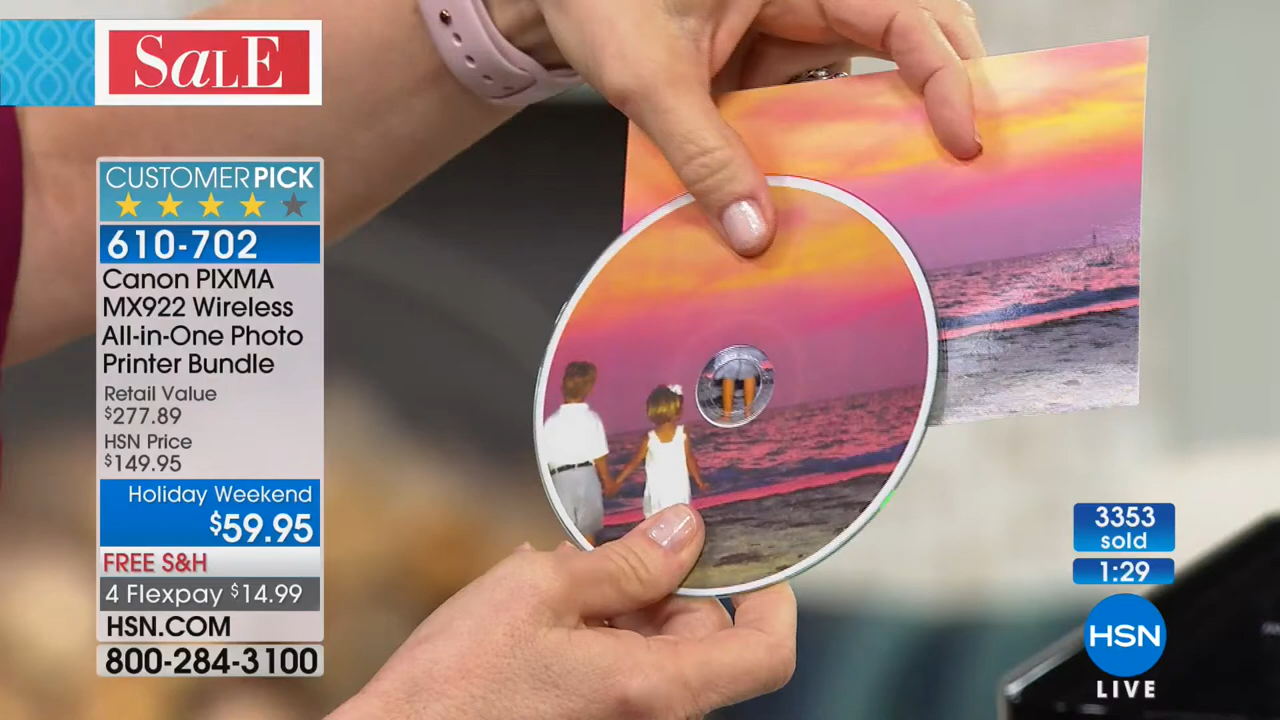 SaLE
CUSTOMERPICK
610-702
Canon PIXMA
MX922 Wireless
All-in-One Photo
Printer Bundle
Retail Value
$277.89
HSN Price
$149.95
Holiday Weekend
$59.95
FREE S&H
4 Flexpay $14.99
HSN.COM
800-284-3100
3353
sold
1:29
HSN
LIVE